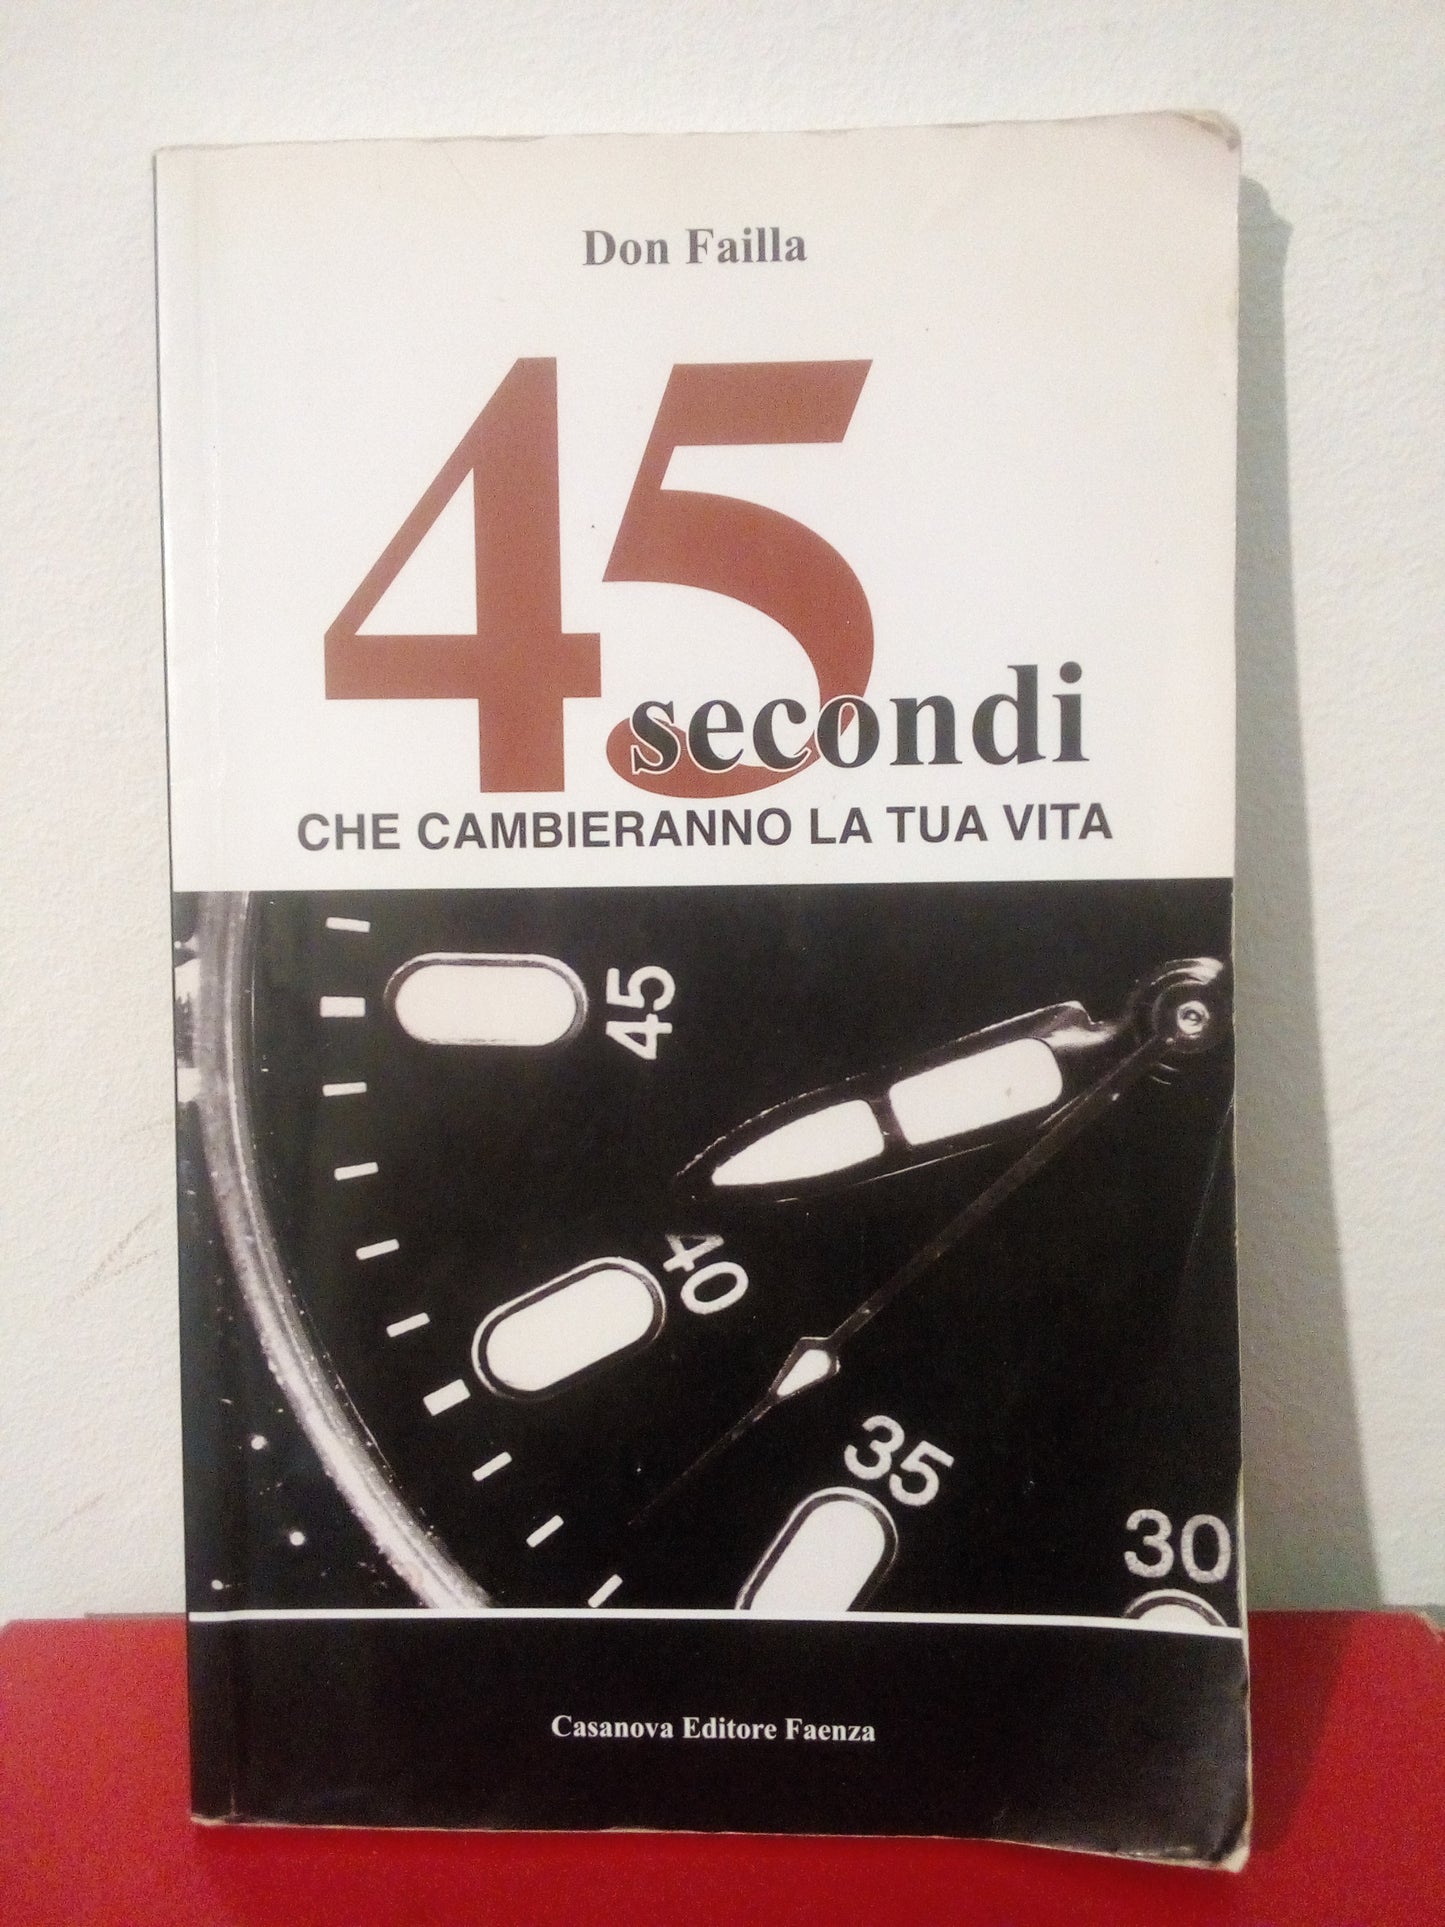 Don Failla
45
secondi
CHE CAMBIERANNO LA TUA VITA
45
40
35
30
Casanova Editore Faenza